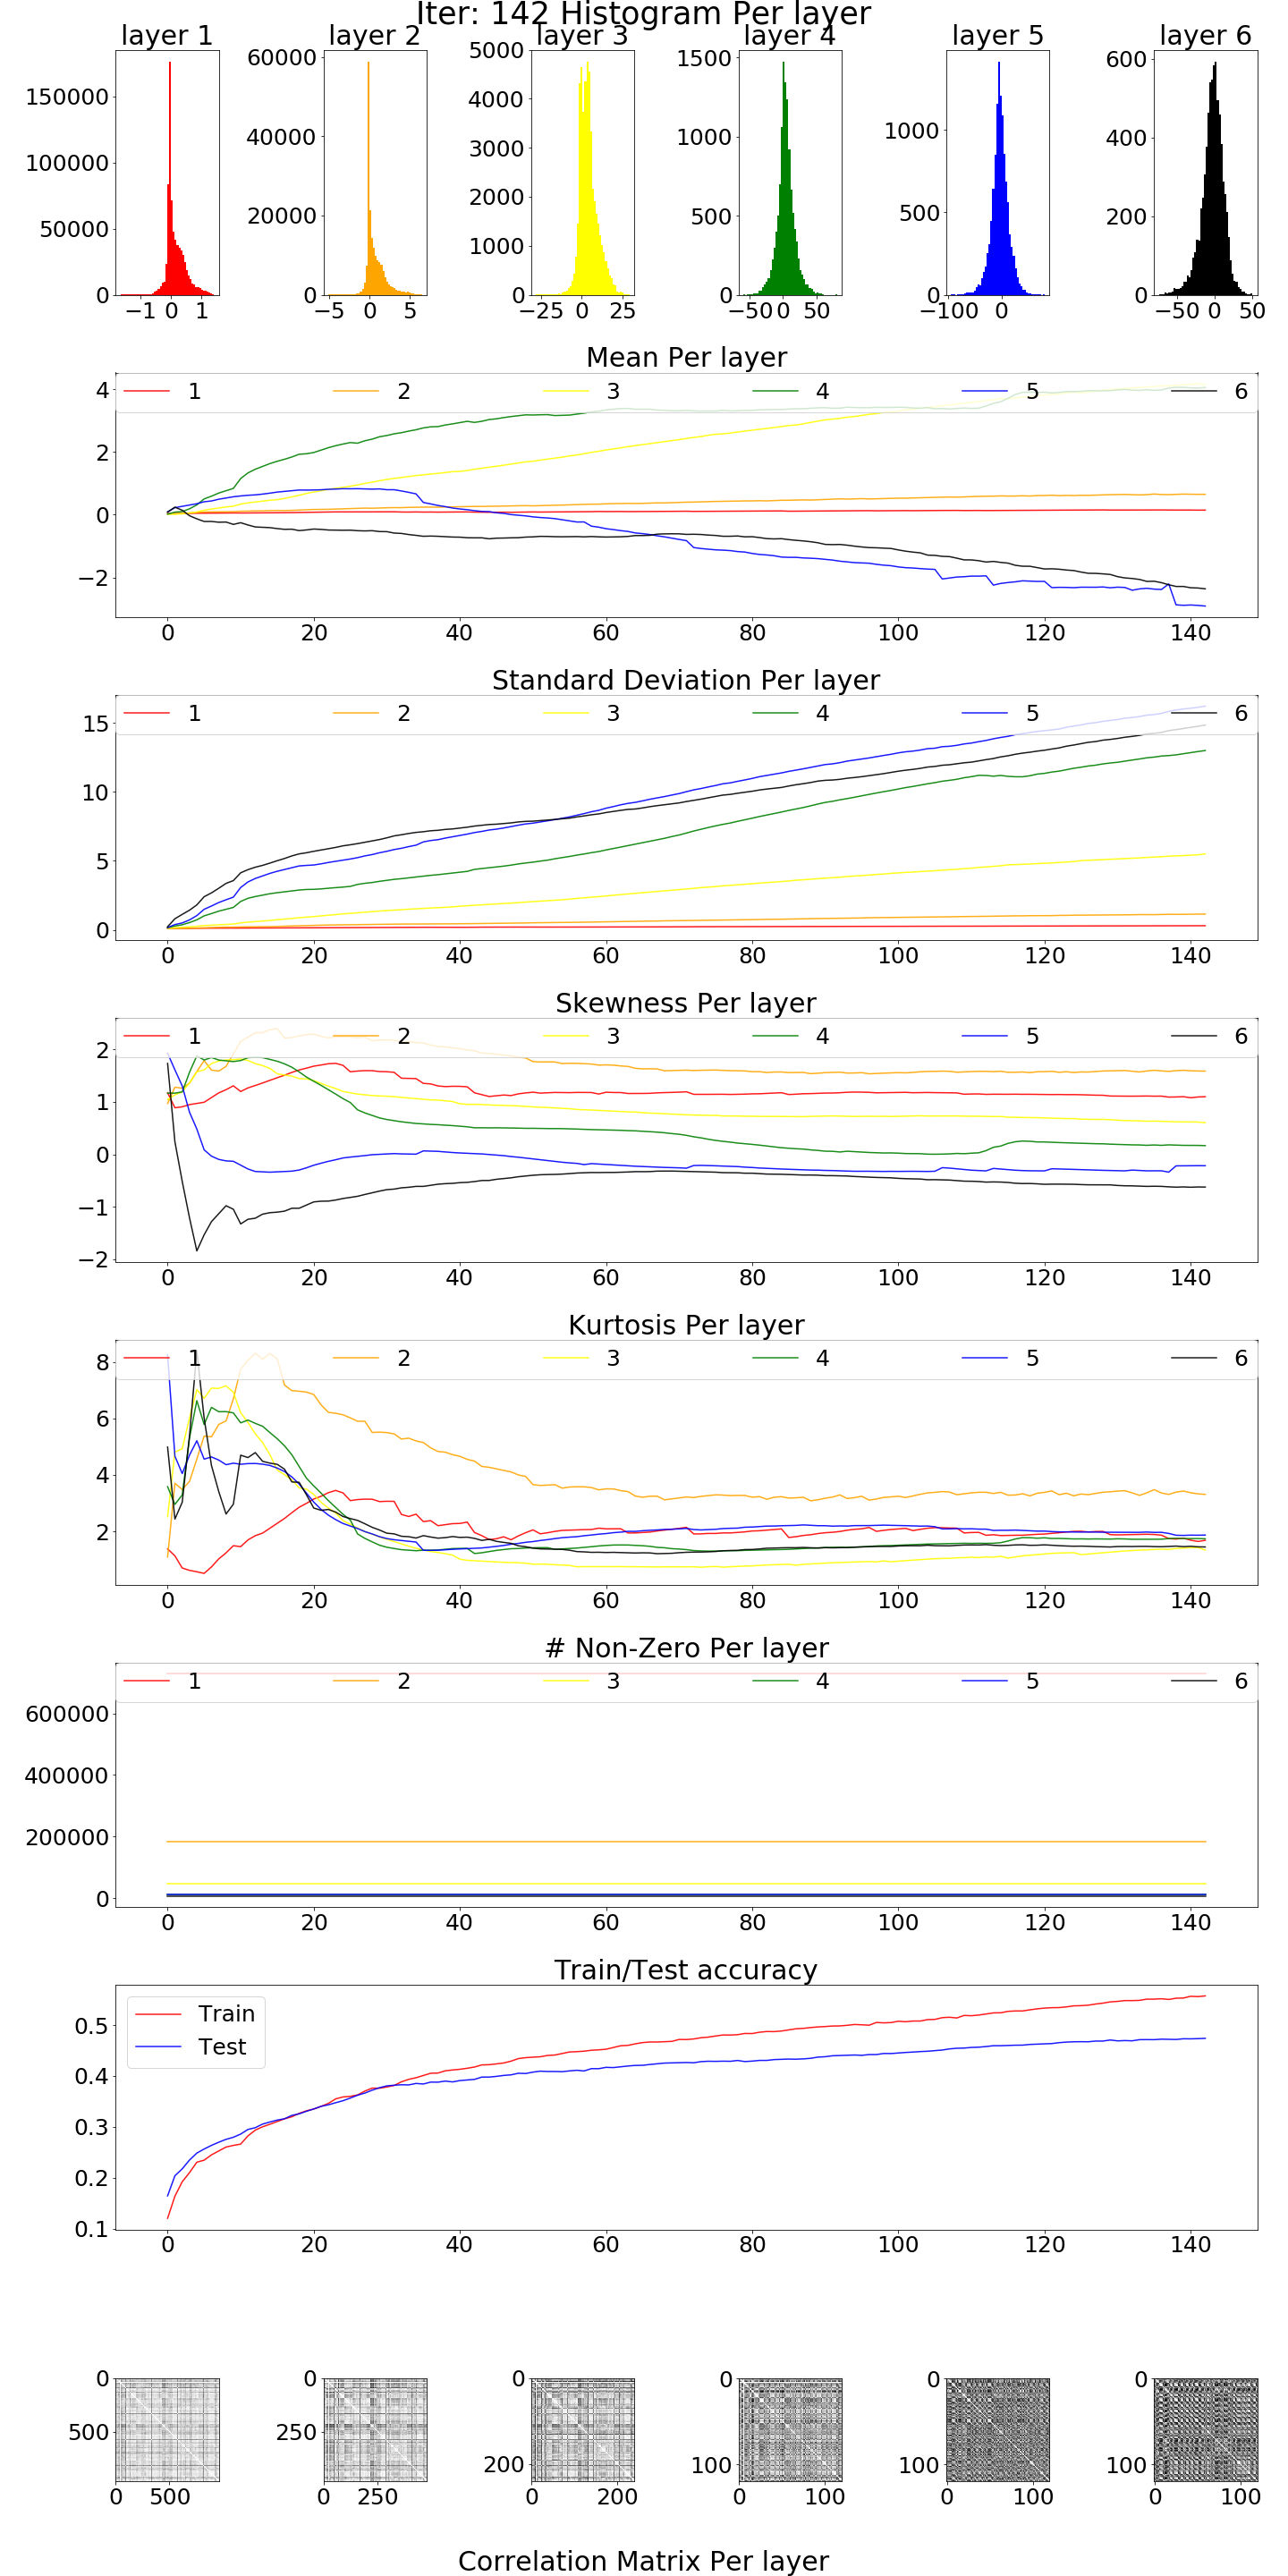 Iter: 142 Histogram Per layer
layer 1 layer 2 layer 3 layer 4 layer 5 layer 6
150000 100000 50000 0
−1 0 1
60000 40000 20000 0
−5 0 5
5000 4000 3000 2000 1000 0
−25 0 25
1500 1000 500 0
−50 0 50
1000 500 0
−100 0
600 400 200 0
−50 0 50
Mean Per layer
1 2 3 4 5 6
4 2 0 −2
0 20 40 60 80 100 120 140
Standard Deviation Per layer
1 2 3 4 5 6
15 10 5 0
0 20 40 60 80 100 120 140
Skewness Per layer
1 2 3 4 5 6
2 1 0 −1 −2
0 20 40 60 80 100 120 140
Kurtosis Per layer
1 2 3 4 5 6
8 6 4 2
0 20 40 60 80 100 120 140
# Non-Zero Per layer
1 2 3 4 5 6
600000 400000 200000 0
0 20 40 60 80 100 120 140
Train/Test accuracy
Train
Test
0.5 0.4 0.3 0.2 0.1
0 20 40 60 80 100 120 140
0 500
0 500
0 250
0 250
0 200
0 200
0 100
0 100
0 100
0 100
0 100
0 100
Correlation Matrix Per layer